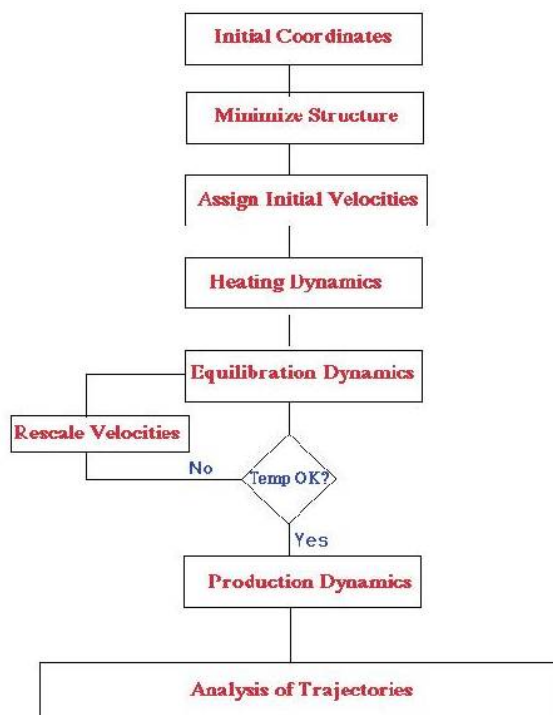 Initial Coordinates
Minimize Structure
Assign Initial Velocities
Heating Dynamics
Equilibration Dynamics
Rescale Velocities
No
Temp OK?
Yes
Production Dynamics
Analysis of Trajectories